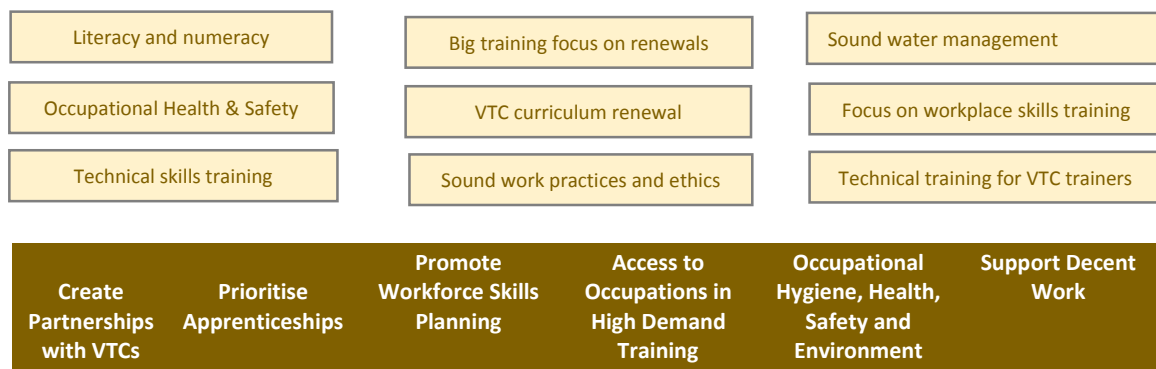 Literacy and numeracy
Big training focus on renewals
Sound water management
Occupational Health & Safety
VTC curriculum renewal
Focus on workplace skills training
Technical skills training
Sound work practices and ethics
Technical training for VTC trainers
Create
Partnerships
with VTCs
Prioritise
Apprenticeships
Promote
Workforce Skills
Planning
Access to
Occupations in
High Demand
Training
Occupational
Hygiene, Health,
Safety and
Environment
Support Decent
Work